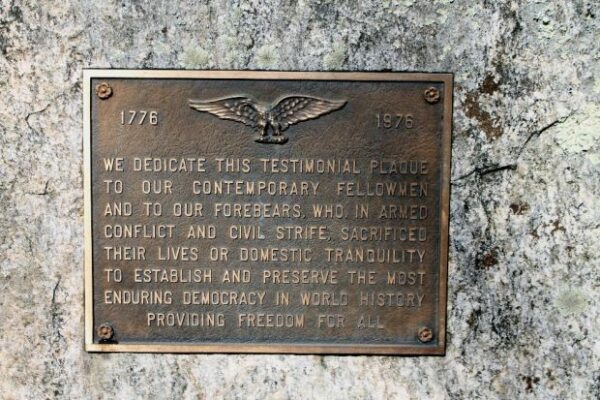 1776 1976
WE DEDICATE THIS TESTIMONIAL PLAQUE
TO OUR CONTEMPORARY FELLOWMEN
AND TO OUR FOREBEARS, WHO, IN ARMED
CONFLICT AND CIVIL STRIFE, SACRIFICED
THEIR LIVES OR DOMESTIC TRANQUILITY
TO ESTABLISH AND PRESERVE THE MOST
ENDURING DEMOCRACY IN WORLD HISTORY
PROVIDING FREEDOM FOR ALL